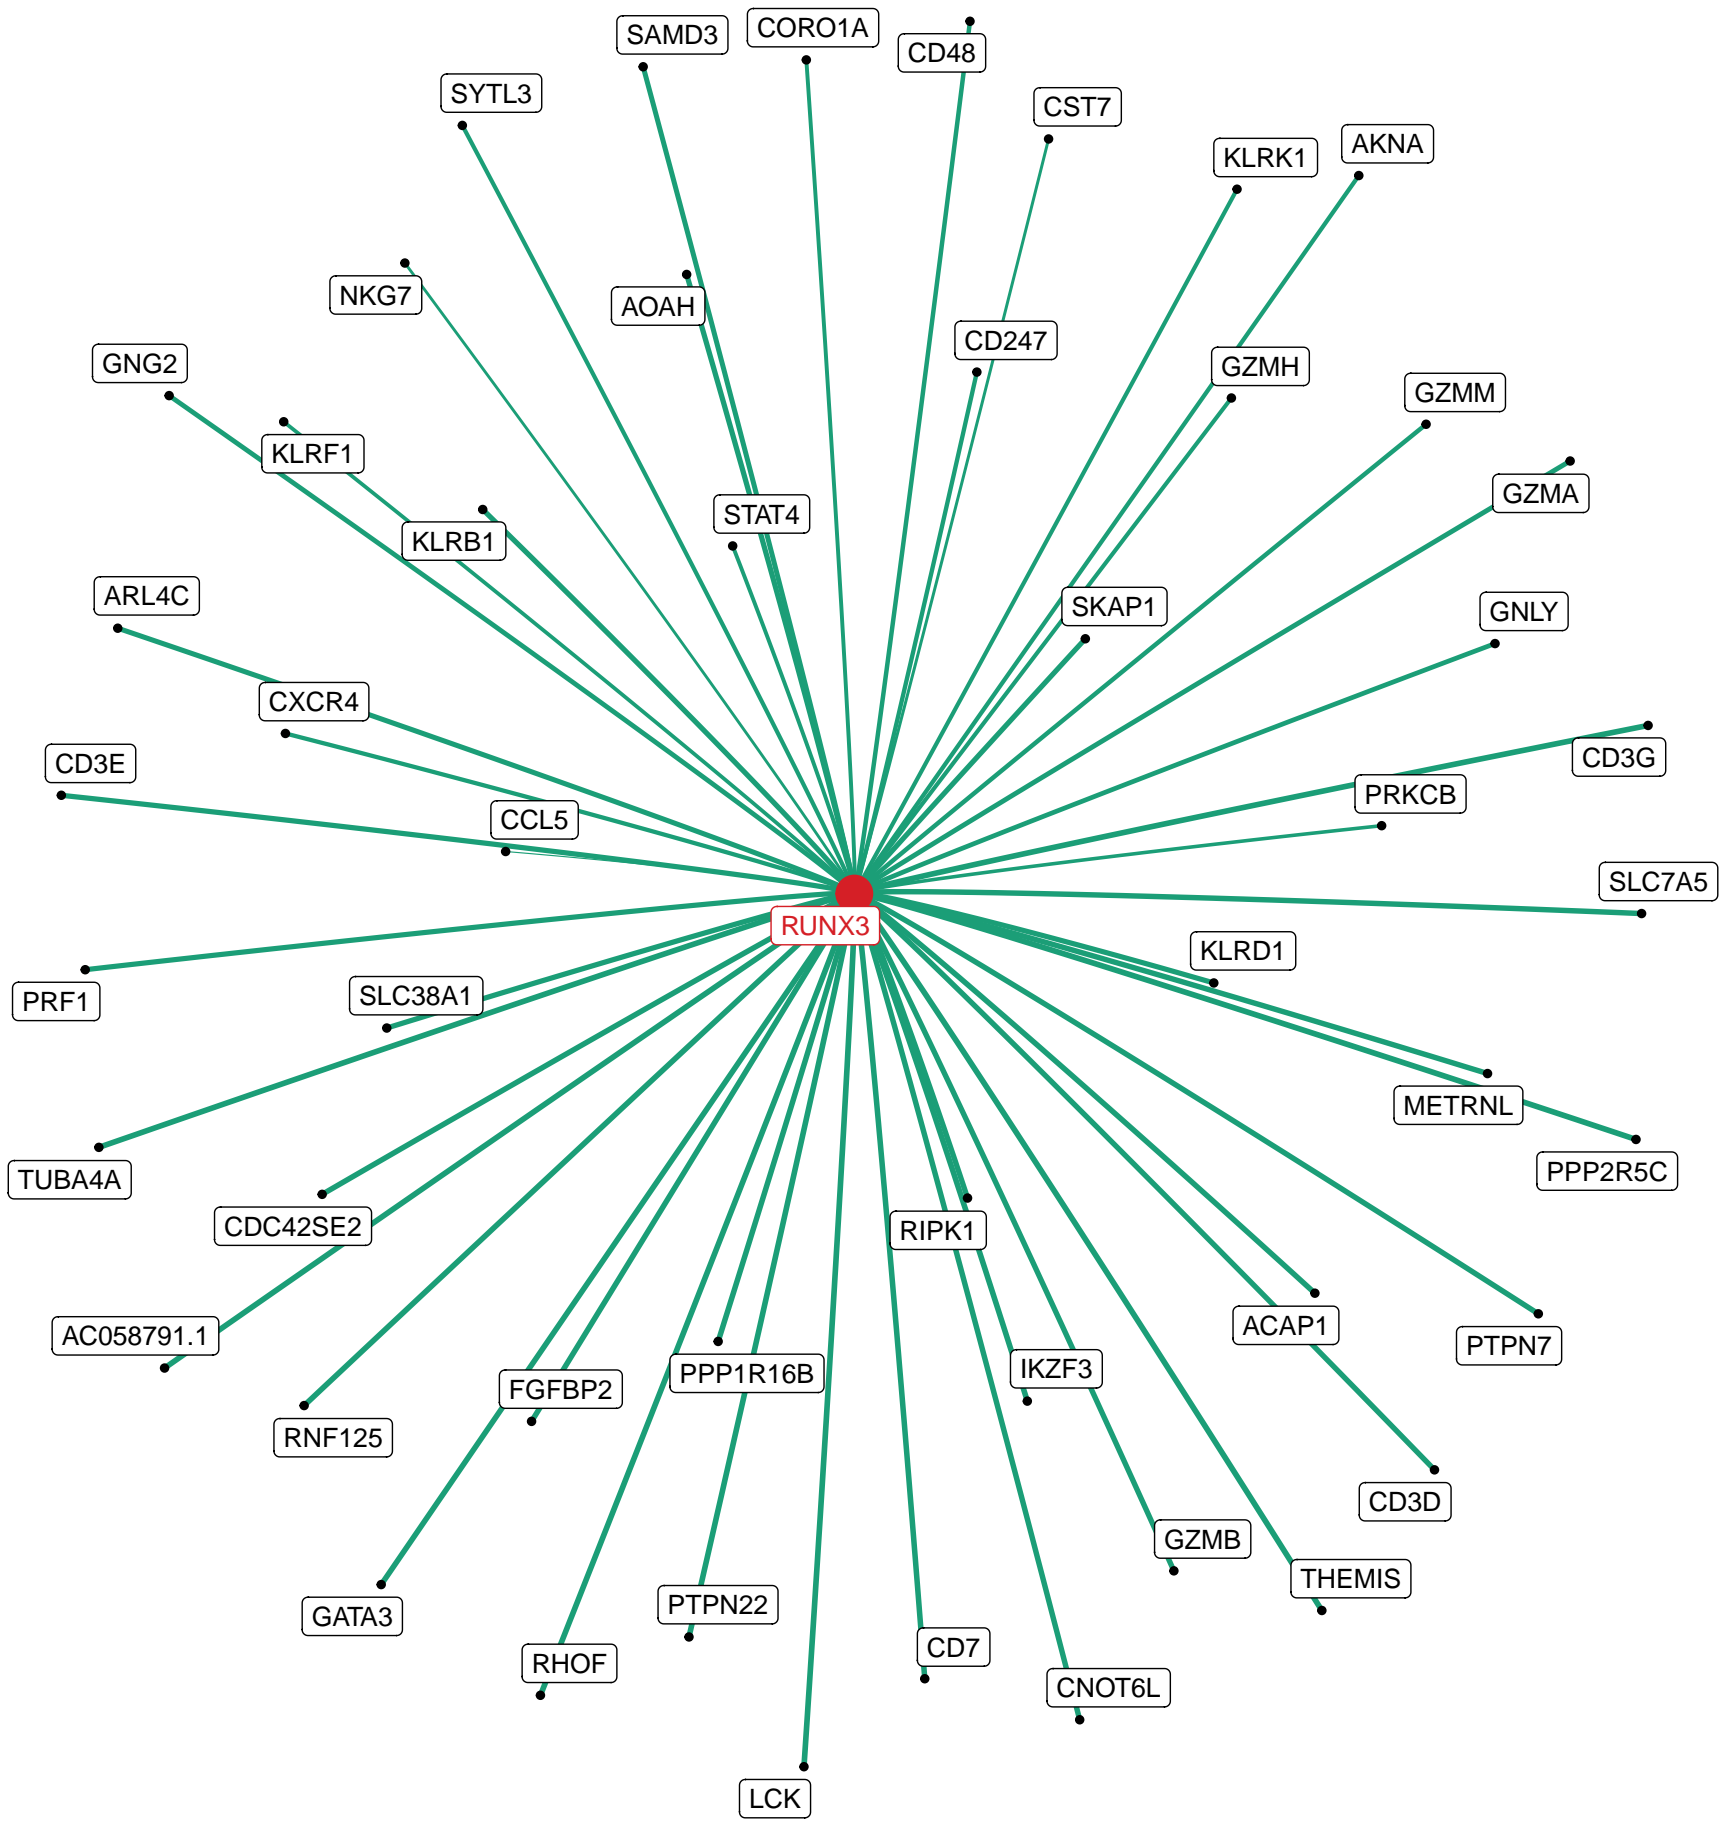 CORO1A
SAMD3
CD48
SYTL3
CST7
AKNA
KLRK1
NKG7
AOAH
CD247
GNG2
GZMH
GZMM
KLRF1
GZMA
STAT4
KLRB1
ARL4C
SKAP1
GNLY
CXCR4
CD3G
CD3E
PRKCB
CCL5
SLC7A5
RUNX3
KLRD1
SLC38A1
PRF1
METRNL
PPP2R5C
TUBA4A
CDC42SE2
RIPK1
ACAP1
AC058791.1
PTPN7
IKZF3
PPP1R16B
FGFBP2
RNF125
CD3D
GZMB
THEMIS
PTPN22
GATA3
CD7
RHOF
CNOT6L
LCK